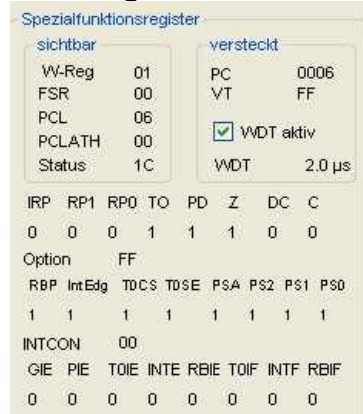 Spezialfunktionsregister
sichtbar
W-Reg 01
FSR 00
PCL 06
PCLATH 00
Status 1C
versteckt
PC 0006
VT FF
WDT aktiv
WDT 2.0 µs
IRP RP1 RP0 TO PD Z DC C
0 0 0 1 1 1 0 0
Option FF
RBP IntEdg T0CS T0SE PSA PS2 PS1 PS0
1 1 1 1 1 1 1 1
INTCON 00
GIE PIE T0IE INTE RBIE T0IF INTF RBIF
0 0 0 0 0 0 0 0